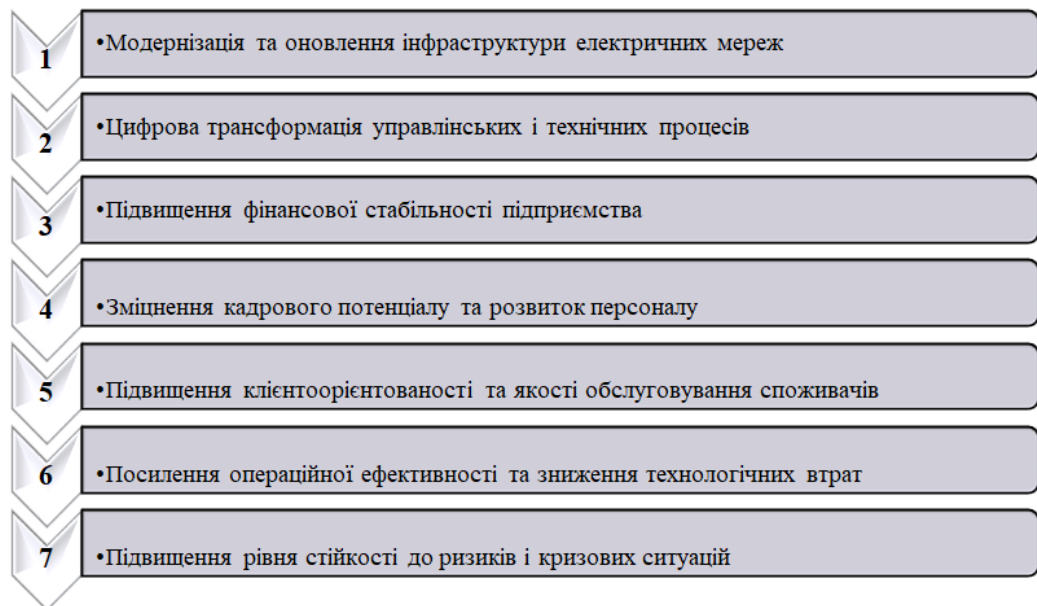 1
•Модернізація та оновлення інфраструктури електричних мереж
2
•Цифрова трансформація управлінських і технічних процесів
3
•Підвищення фінансової стабільності підприємства
4
•Зміцнення кадрового потенціалу та розвиток персоналу
5
•Підвищення клієнтоорієнтованості та якості обслуговування споживачів
6
•Посилення операційної ефективності та зниження технологічних втрат
7
•Підвищення рівня стійкості до ризиків і кризових ситуацій